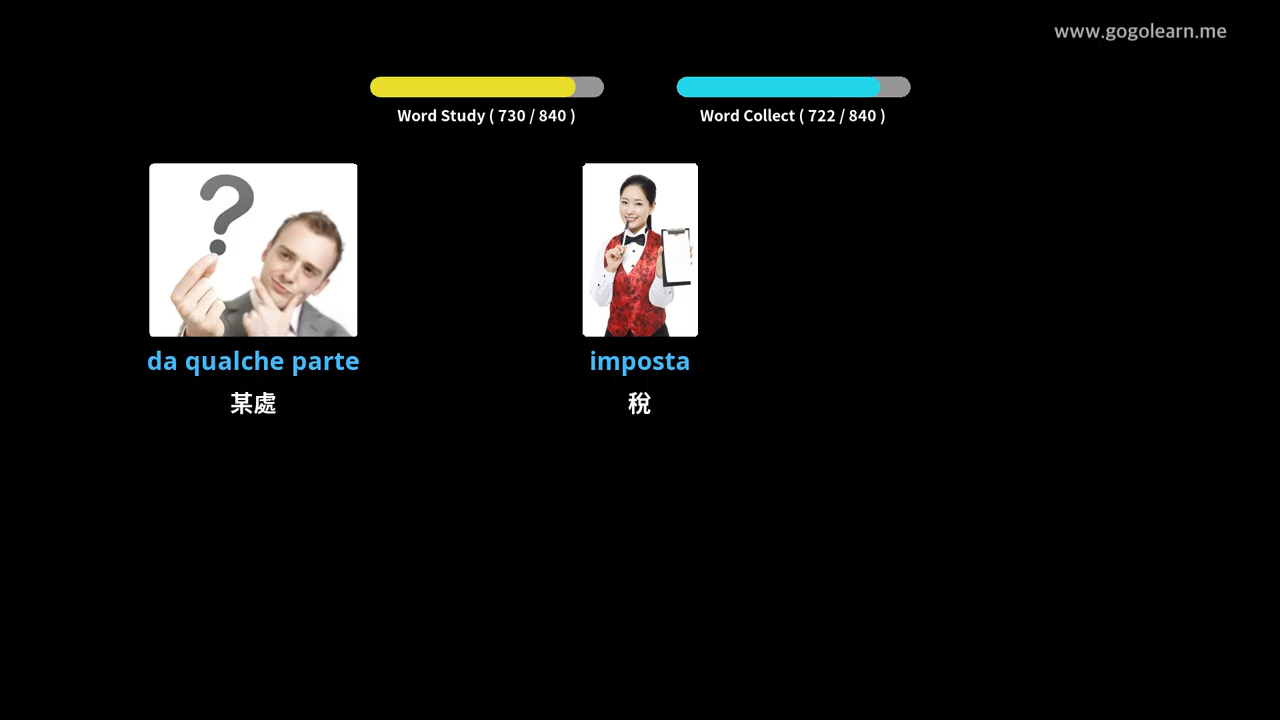 www.gogolearn.me
Word Study ( 730 / 840 )
Word Collect ( 722 / 840 )
da qualche parte
某處
imposta
稅